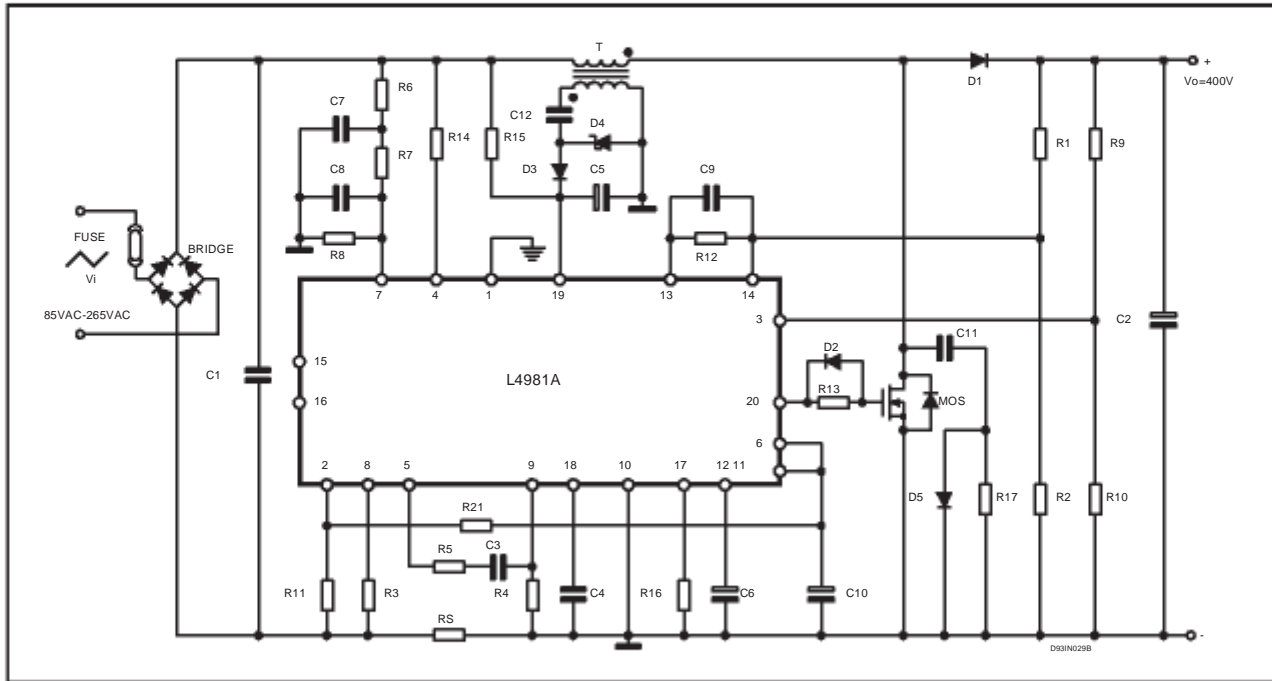 T
+
D1
Vo=400V
R6
C7
C12
D4
R14
R15
R1
R9
R7
D3
C5
C9
C8
FUSE
BRIDGE
R8
R12
Vi
7
4
1
19
13
14
85VAC-265VAC
3
C2
D2
C11
15
C1
L4981A
R13
MOS
16
20
6
2
8
5
9
18
10
17
12
11
D5
R17
R2
R10
R21
R5
C3
R11
R3
R4
C4
R16
C6
C10
RS
-
D93IN029B